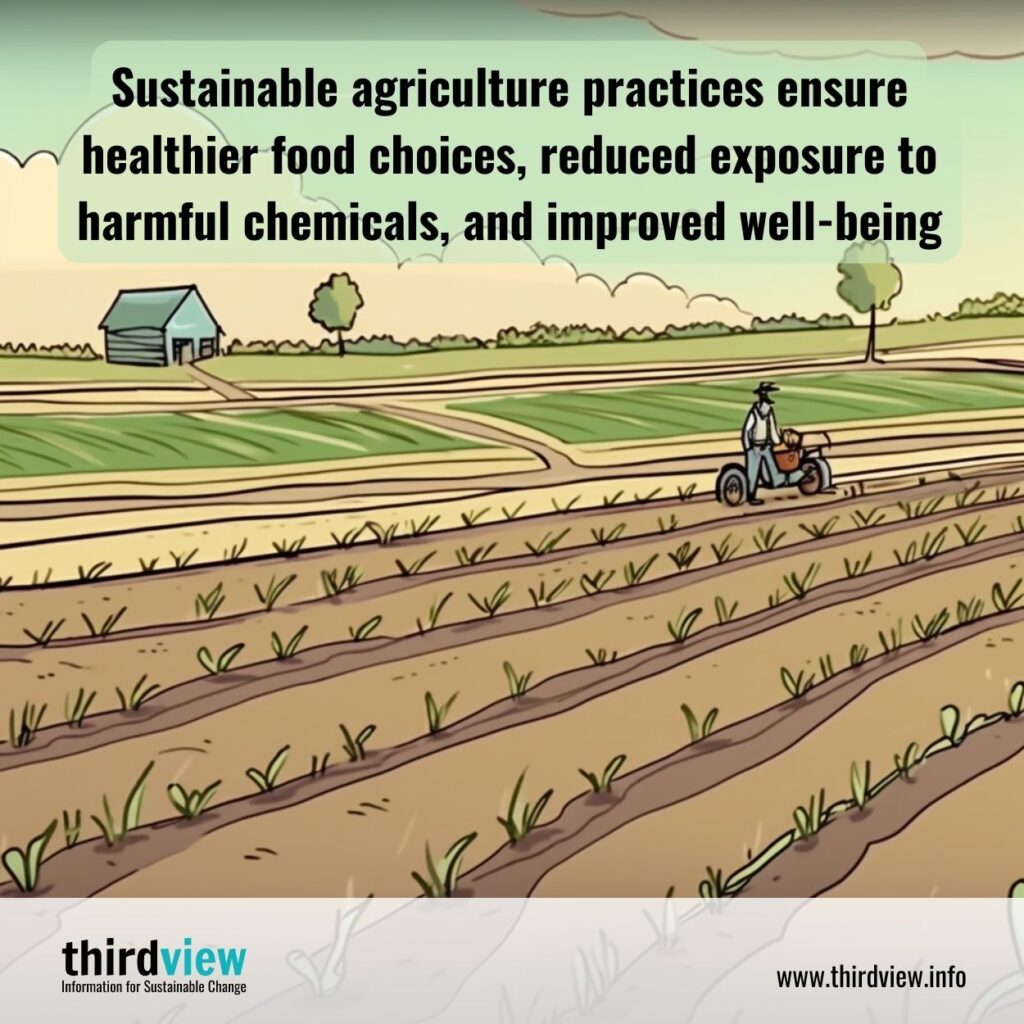 Sustainable agriculture practices ensure
healthier food choices, reduced exposure to
harmful chemicals, and improved well-being
thirdview
Information for Sustainable Change
www.thirdview.info